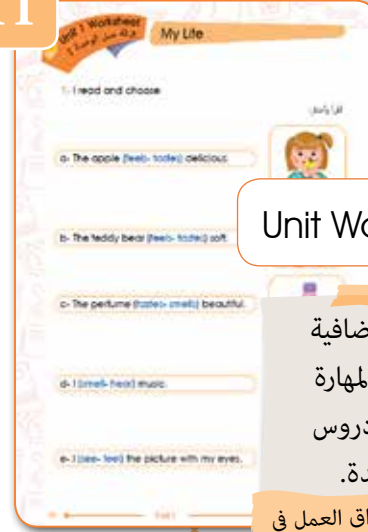 Unit 1 Worksheet
ورقة عمل الوحدة 1
My Life
1- I read and choose
اقرأ وأختار
a- The apple (feels- tastes) delicious.
b- The teddy bear (feels- tastes) soft.
Unit Wo
c- The perfume (tastes- smells) beautiful.
ضافية
لمهارة
d- I (smell- hear) music.
دروس
دة.
e- I (see- feel) the picture with my eyes.
اق العمل في
Unit 1